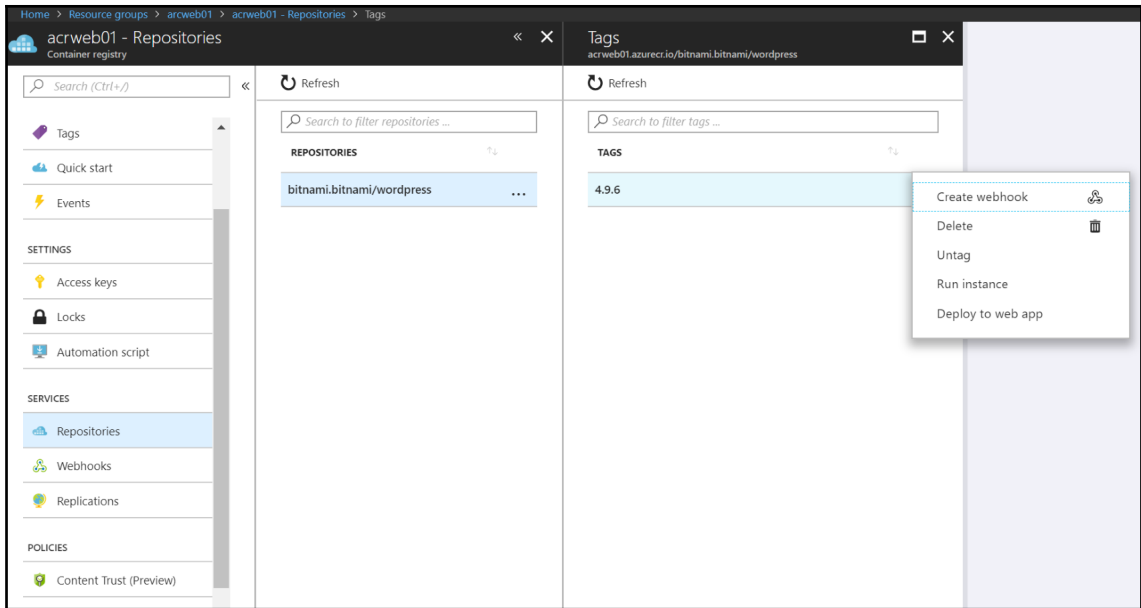 Home > Resource groups > arcweb01 > acrweb01 - Repositories > Tags
acrweb01 - Repositories
Container registry
Search (Ctrl+/)
Tags
Quick start
Events
SETTINGS
Access keys
Locks
Automation script
SERVICES
Repositories
Webhooks
Replications
POLICIES
Content Trust (Preview)
Refresh
Search to filter repositories ...
REPOSITORIES
bitnami.bitnami/wordpress
...
Tags
acrweb01.azurecr.io/bitnami.bitnami/wordpress
Refresh
Search to filter tags ...
TAGS
4.9.6
Create webhook
Delete
Untag
Run instance
Deploy to web app